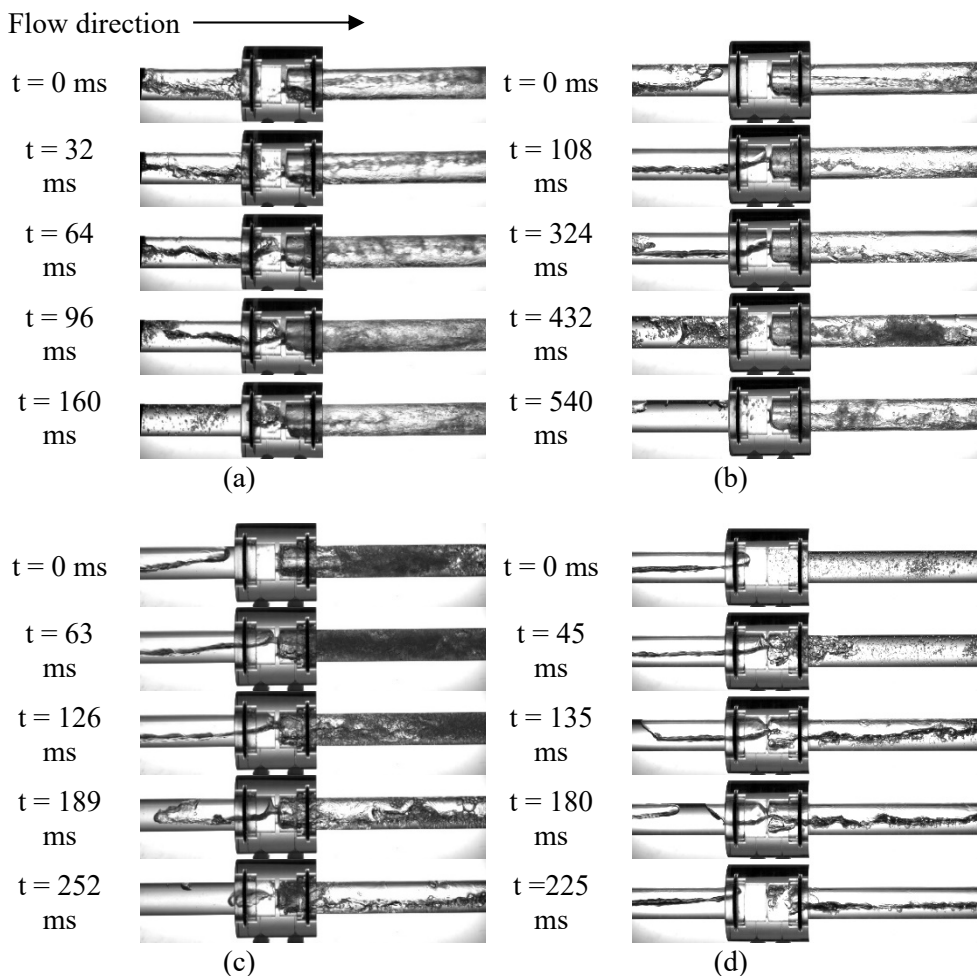 Flow direction
t = 0 ms
t = 32
ms
t = 64
ms
t = 96
ms
t = 160
ms
(a)
t = 0 ms
t = 108
ms
t = 324
ms
t = 432
ms
t = 540
ms
(b)
t = 0 ms
t = 63
ms
t = 126
ms
t = 189
ms
t = 252
ms
(c)
t = 0 ms
t = 45
ms
t = 135
ms
t = 180
ms
t =225
ms
(d)